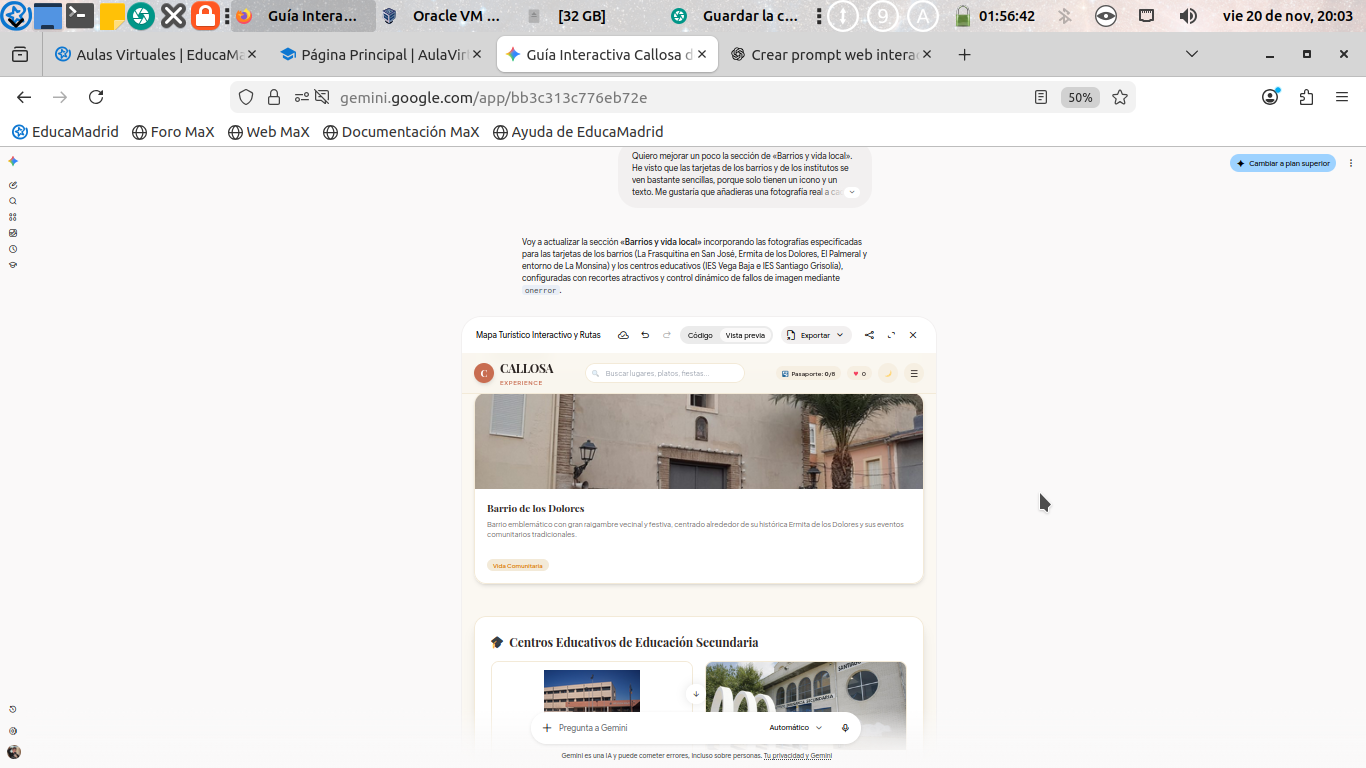 Guía Intera...
Oracle VM ...
[32 GB]
Guardar la c...
9
A
01:56:42
vie 20 de nov, 20:03
Aulas Virtuales | EducaMa
Página Principal | AulaVir
Guía Interactiva Callosa d
Crear prompt web interac
gemini.google.com/app/bb3c313c776eb72e
50%
EducaMadrid
Foro MaX
Web MaX
Documentación MaX
Ayuda de EducaMadrid
Cambiar a plan superior
Quiero mejorar un poco la sección de «Barrios y vida local».
He visto que las tarjetas de los barrios y de los institutos se
ven bastante sencillas, porque solo tienen un icono y un
texto. Me gustaría que añadieras una fotografía real a ca
Voy a actualizar la sección «Barrios y vida local» incorporando las fotografías especificadas
para las tarjetas de los barrios (La Frasquitina en San José, Ermita de los Dolores, El Palmeral y
entorno de La Monsina) y los centros educativos (IES Vega Baja e IES Santiago Grisolía),
configuradas con recortes atractivos y control dinámico de fallos de imagen mediante
onerror .
Mapa Turístico Interactivo y Rutas
Código
Vista previa
Exportar
C
CALLOSA
EXPERIENCE
Buscar lugares, platos, fiestas...
Pasaporte: 0/8
0
Barrio de los Dolores
Barrio emblemático con gran raigambre vecinal y festiva, centrado alrededor de su histórica Ermita de los Dolores y sus eventos
comunitarios tradicionales.
Vida Comunitaria
Centros Educativos de Educación Secundaria
SANTIAGO
SECUNDARIA
Pregunta a Gemini
Automático
Gemini es una IA y puede cometer errores, incluso sobre personas. Tu privacidad y Gemini